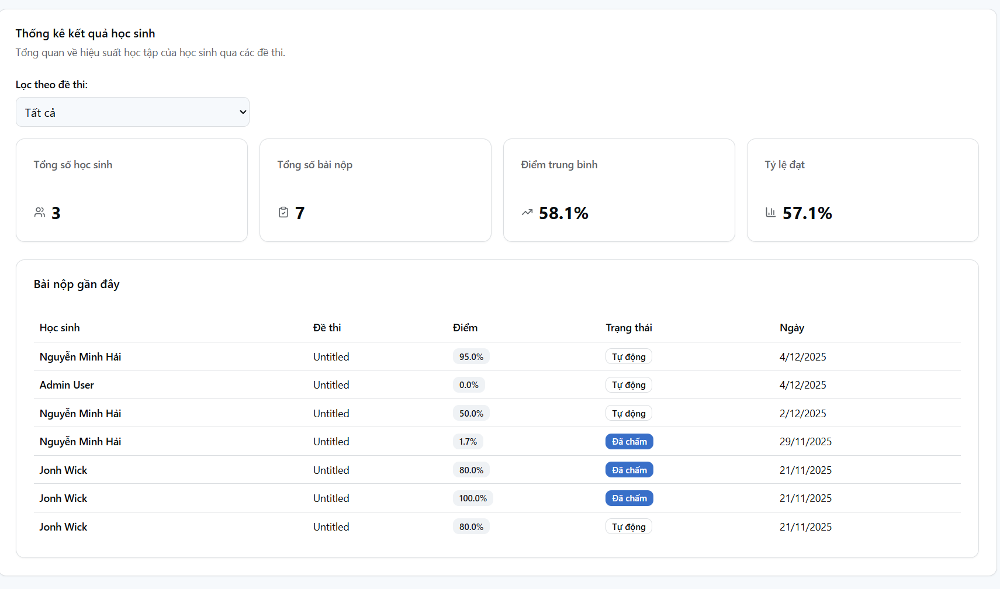 Thống kê kết quả học sinh
Tổng quan về hiệu suất học tập của học sinh qua các đề thi.
Lọc theo đề thi:
Tất cả
Tổng số học sinh
3
Tổng số bài nộp
7
Điểm trung bình
58.1%
Tỷ lệ đạt
57.1%
Bài nộp gần đây
Học sinh Đề thi Điểm Trạng thái Ngày
Nguyễn Minh Hải Untitled 95.0% Tự động 4/12/2025
Admin User Untitled 0.0% Tự động 4/12/2025
Nguyễn Minh Hải Untitled 50.0% Tự động 2/12/2025
Nguyễn Minh Hải Untitled 1.7% Đã chấm 29/11/2025
Jonh Wick Untitled 80.0% Đã chấm 21/11/2025
Jonh Wick Untitled 100.0% Đã chấm 21/11/2025
Jonh Wick Untitled 80.0% Tự động 21/11/2025